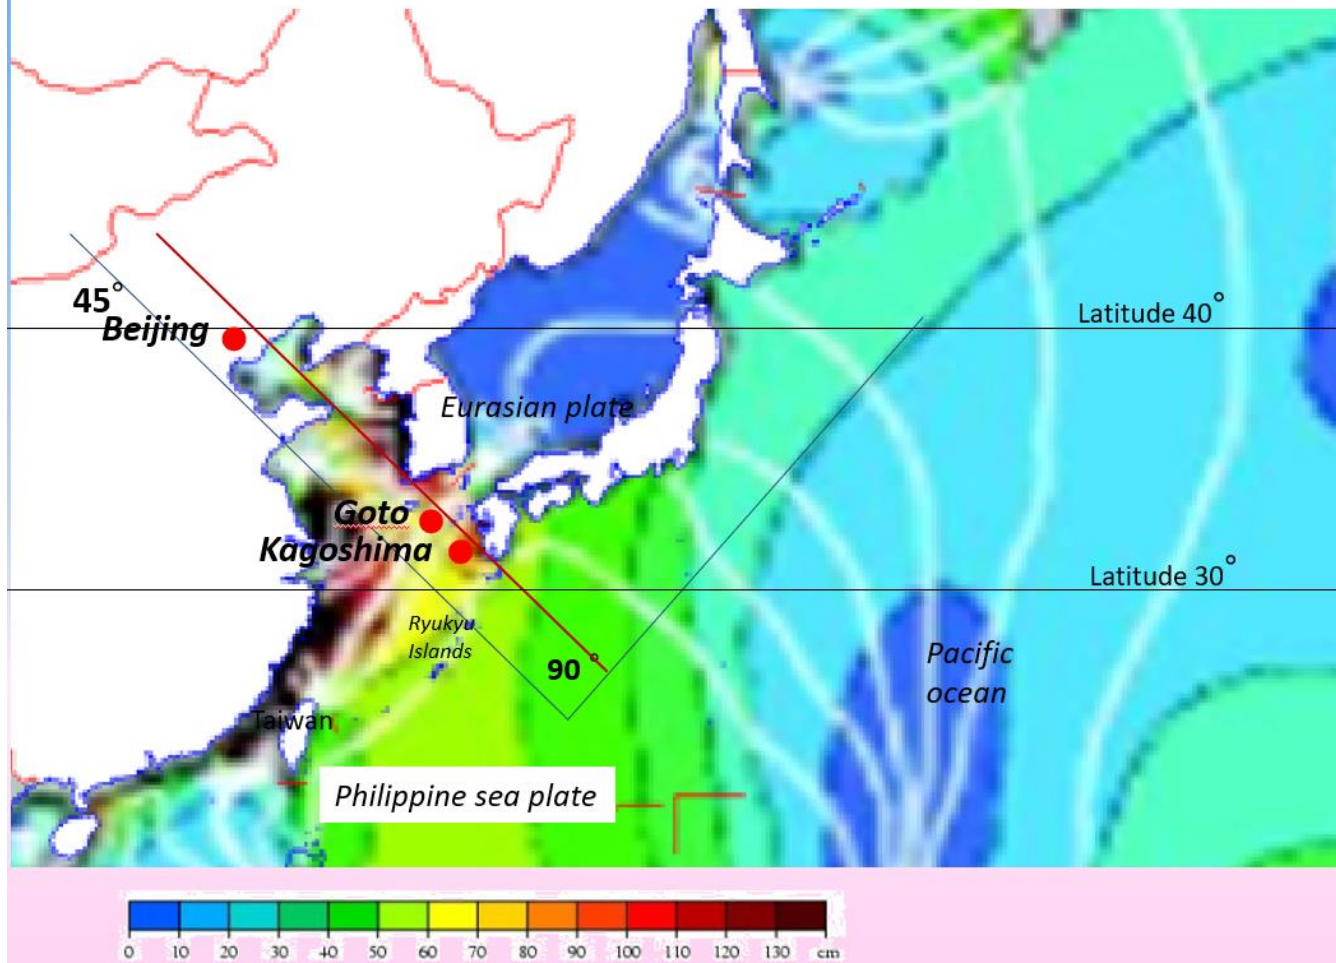 Latitude 40°
45°
Beijing
Eurasian plate
Goto
Kagoshima
Latitude 30°
Ryukyu
Islands
90°
Pacific
ocean
Taiwan
Philippine sea plate
0 10 20 30 40 50 60 70 80 90 100 110 120 130 cm